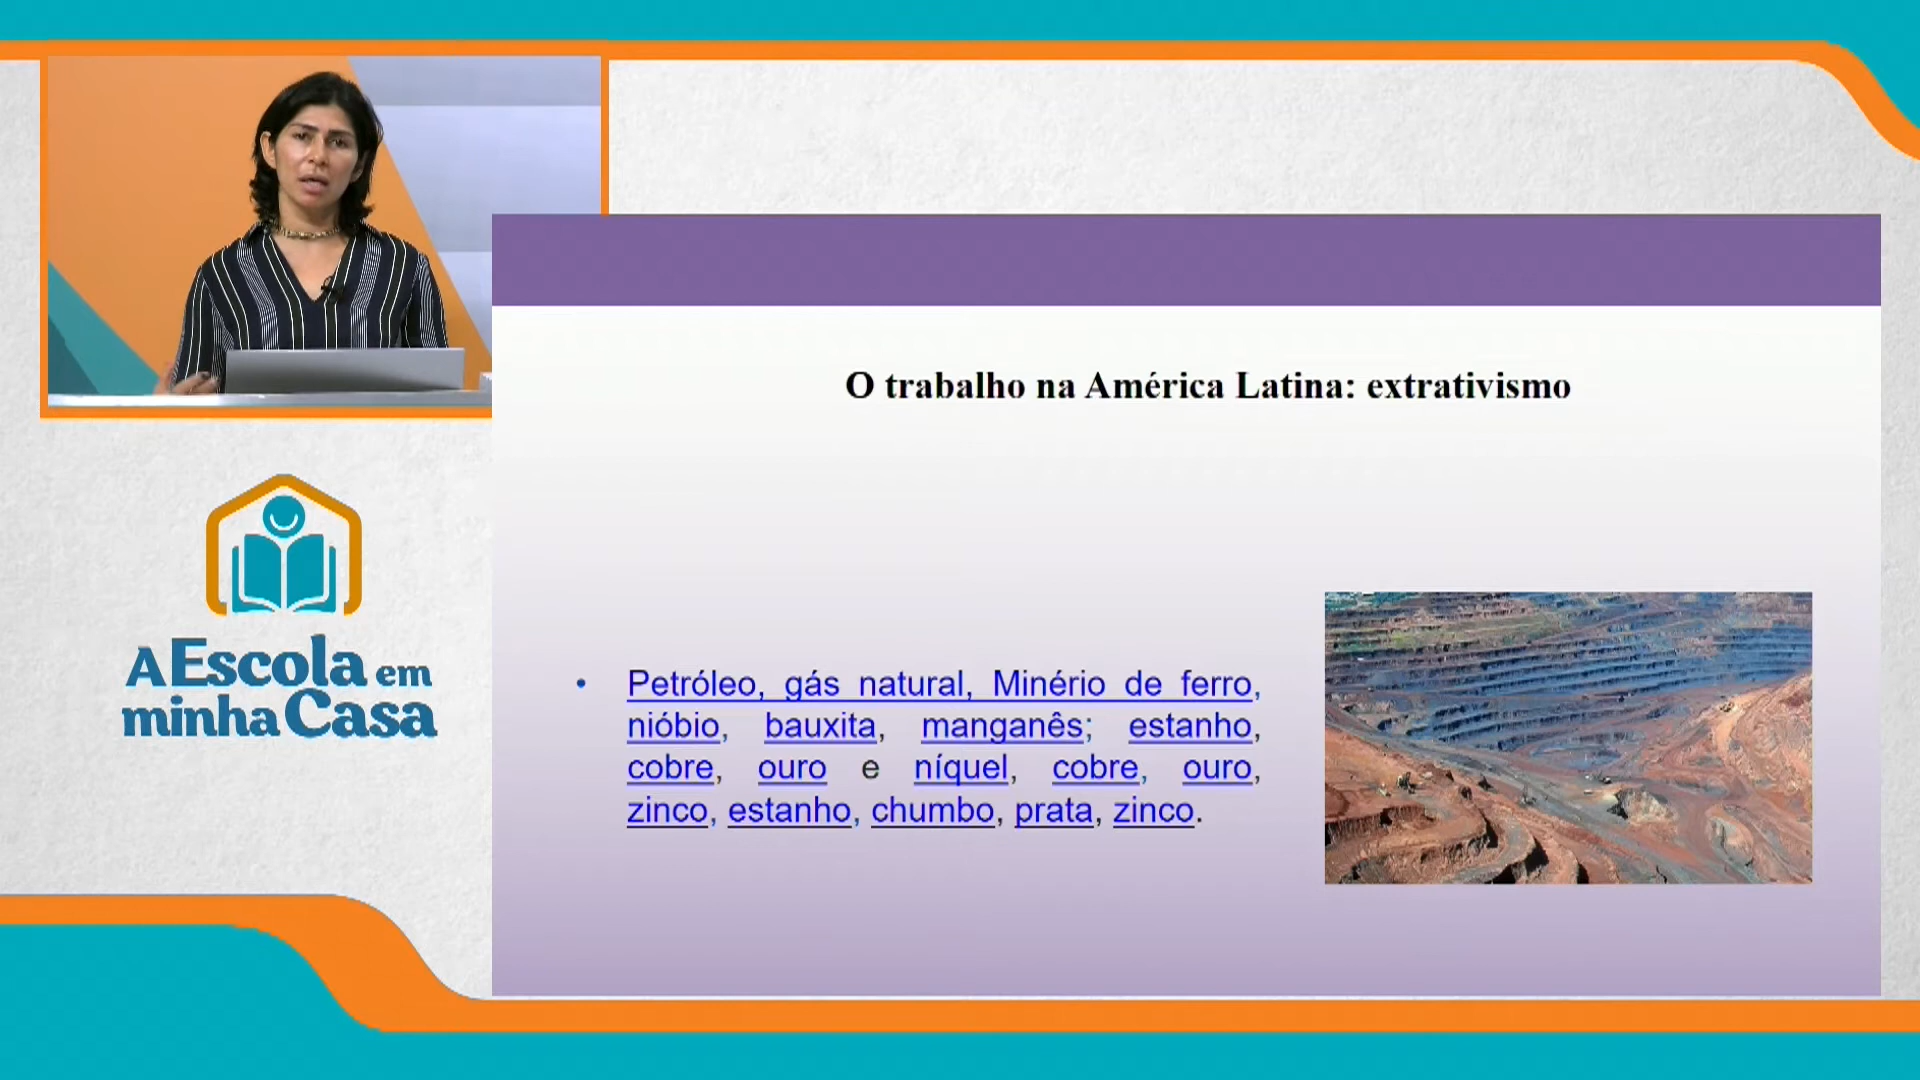 O trabalho na América Latina: extrativismo
A Escola em
minha Casa
• Petróleo, gás natural, Minério de ferro,
nióbio, bauxita, manganês; estanho,
cobre, ouro e níquel, cobre, ouro,
zinco, estanho, chumbo, prata, zinco.